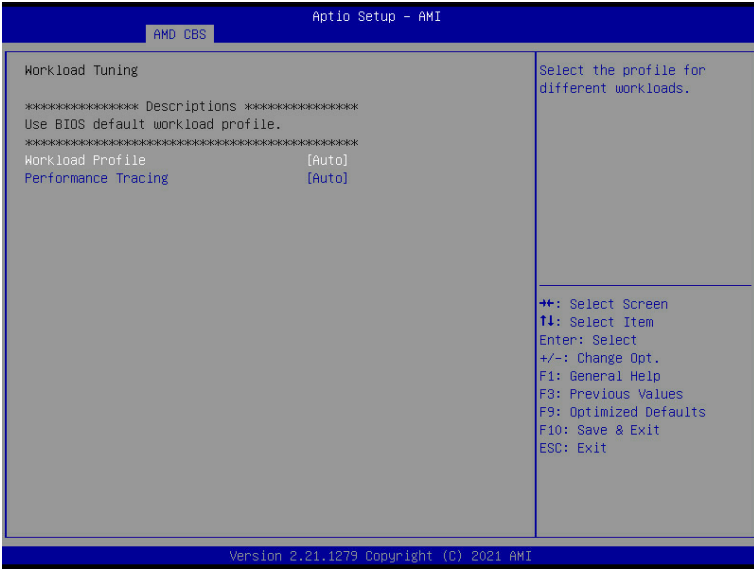 Aptio Setup – AMI
AMD CBS
Workload Tuning
*************** Descriptions ***************
Use BIOS default workload profile.
********************************************
Workload Profile [Auto]
Performance Tracing [Auto]
Select the profile for
different workloads.
→←: Select Screen
↑↓: Select Item
Enter: Select
+/-: Change Opt.
F1: General Help
F3: Previous Values
F9: Optimized Defaults
F10: Save & Exit
ESC: Exit
Version 2.21.1279 Copyright (C) 2021 AMI